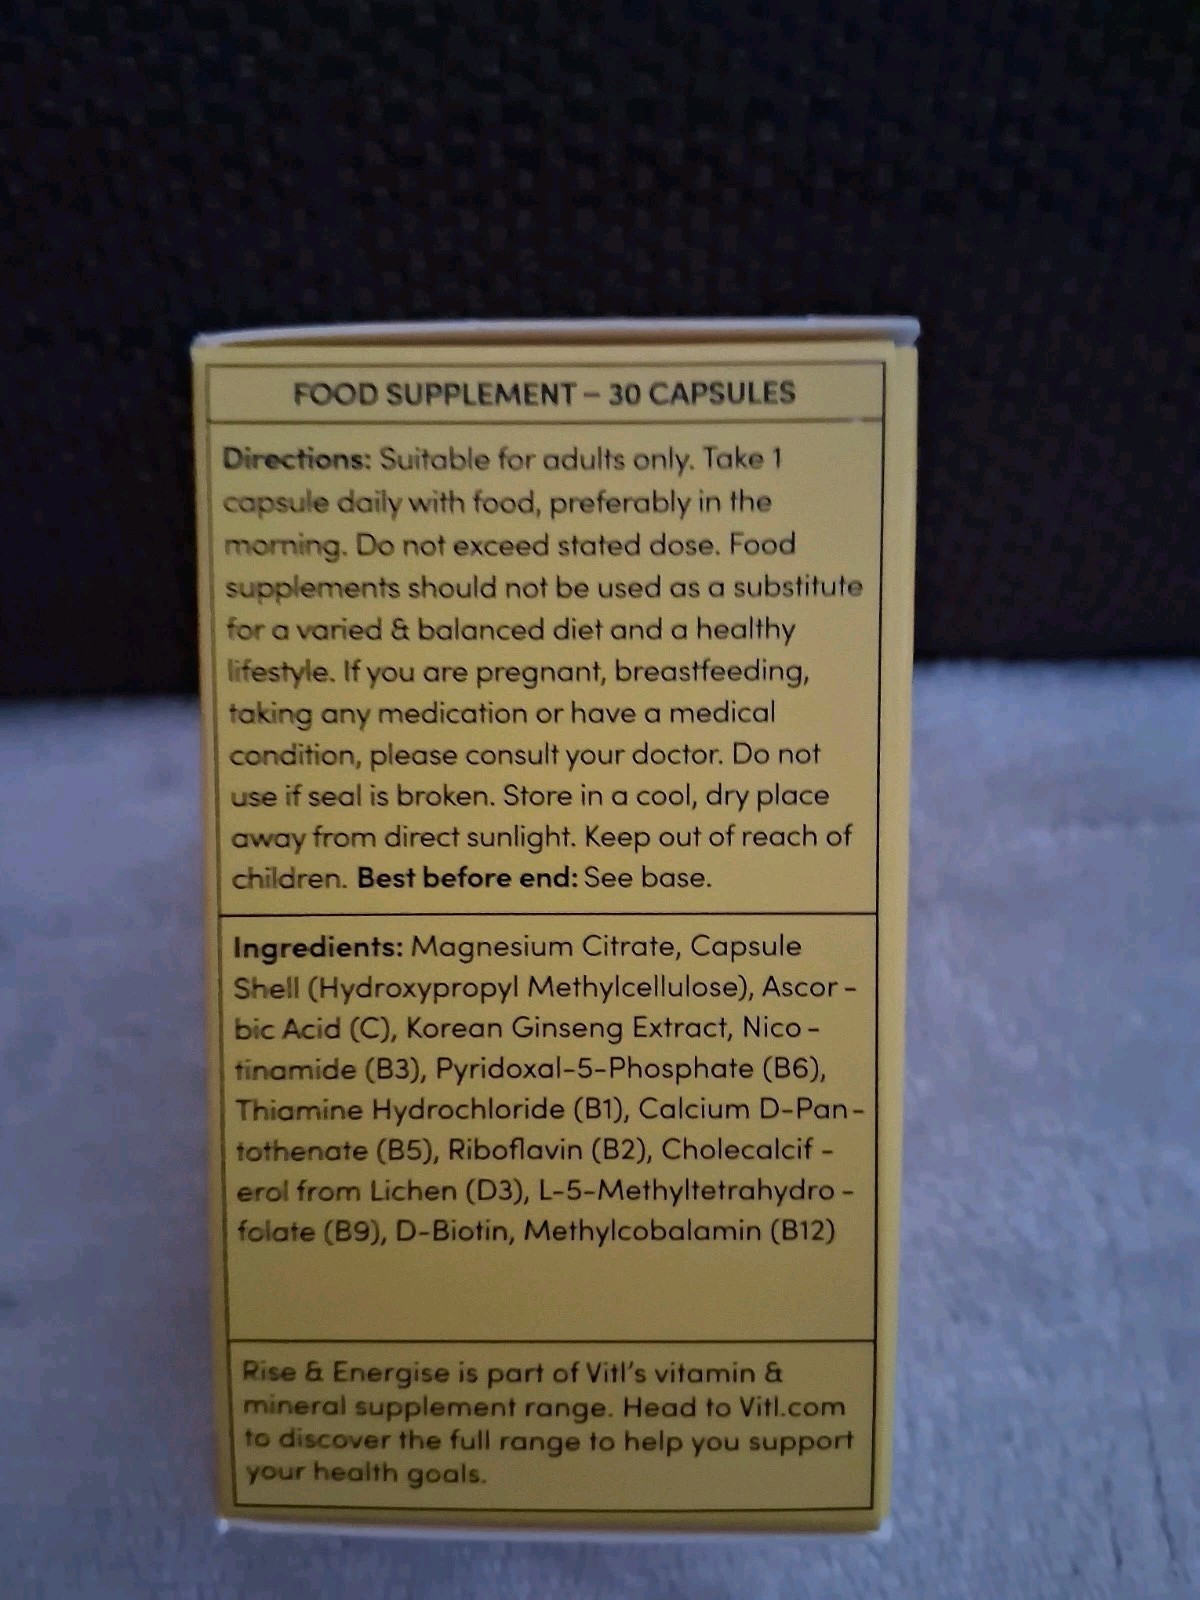 FOOD SUPPLEMENT – 30 CAPSULES
Directions: Suitable for adults only. Take 1
capsule daily with food, preferably in the
morning. Do not exceed stated dose. Food
supplements should not be used as a substitute
for a varied & balanced diet and a healthy
lifestyle. If you are pregnant, breastfeeding,
taking any medication or have a medical
condition, please consult your doctor. Do not
use if seal is broken. Store in a cool, dry place
away from direct sunlight. Keep out of reach of
children. Best before end: See base.
Ingredients: Magnesium Citrate, Capsule
Shell (Hydroxypropyl Methylcellulose), Ascor-
bic Acid (C), Korean Ginseng Extract, Nico-
tinamide (B3), Pyridoxal-5-Phosphate (B6),
Thiamine Hydrochloride (B1), Calcium D-Pan-
tothenate (B5), Riboflavin (B2), Cholecalcif-
erol from Lichen (D3), L-5-Methyltetrahydro-
folate (B9), D-Biotin, Methylcobalamin (B12)
Rise & Energise is part of Vitl's vitamin &
mineral supplement range. Head to Vitl.com
to discover the full range to help you support
your health goals.